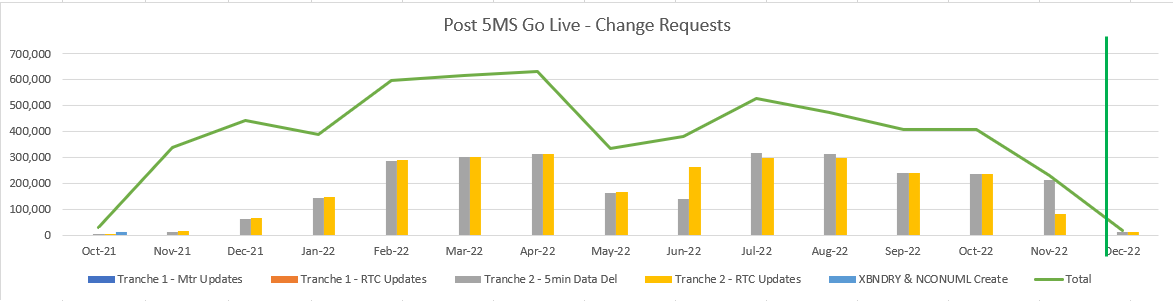 Post 5MS Go Live - Change Requests
700,000
600,000
500,000
400,000
300,000
200,000
100,000
0
Oct-21 Nov-21 Dec-21 Jan-22 Feb-22 Mar-22 Apr-22 May-22 Jun-22 Jul-22 Aug-22 Sep-22 Oct-22 Nov-22 Dec-22
Tranche 1 - Mtr Updates Tranche 1 - RTC Updates Tranche 2 - 5min Data Del Tranche 2 - RTC Updates XBNDRY & NCONUML Create Total